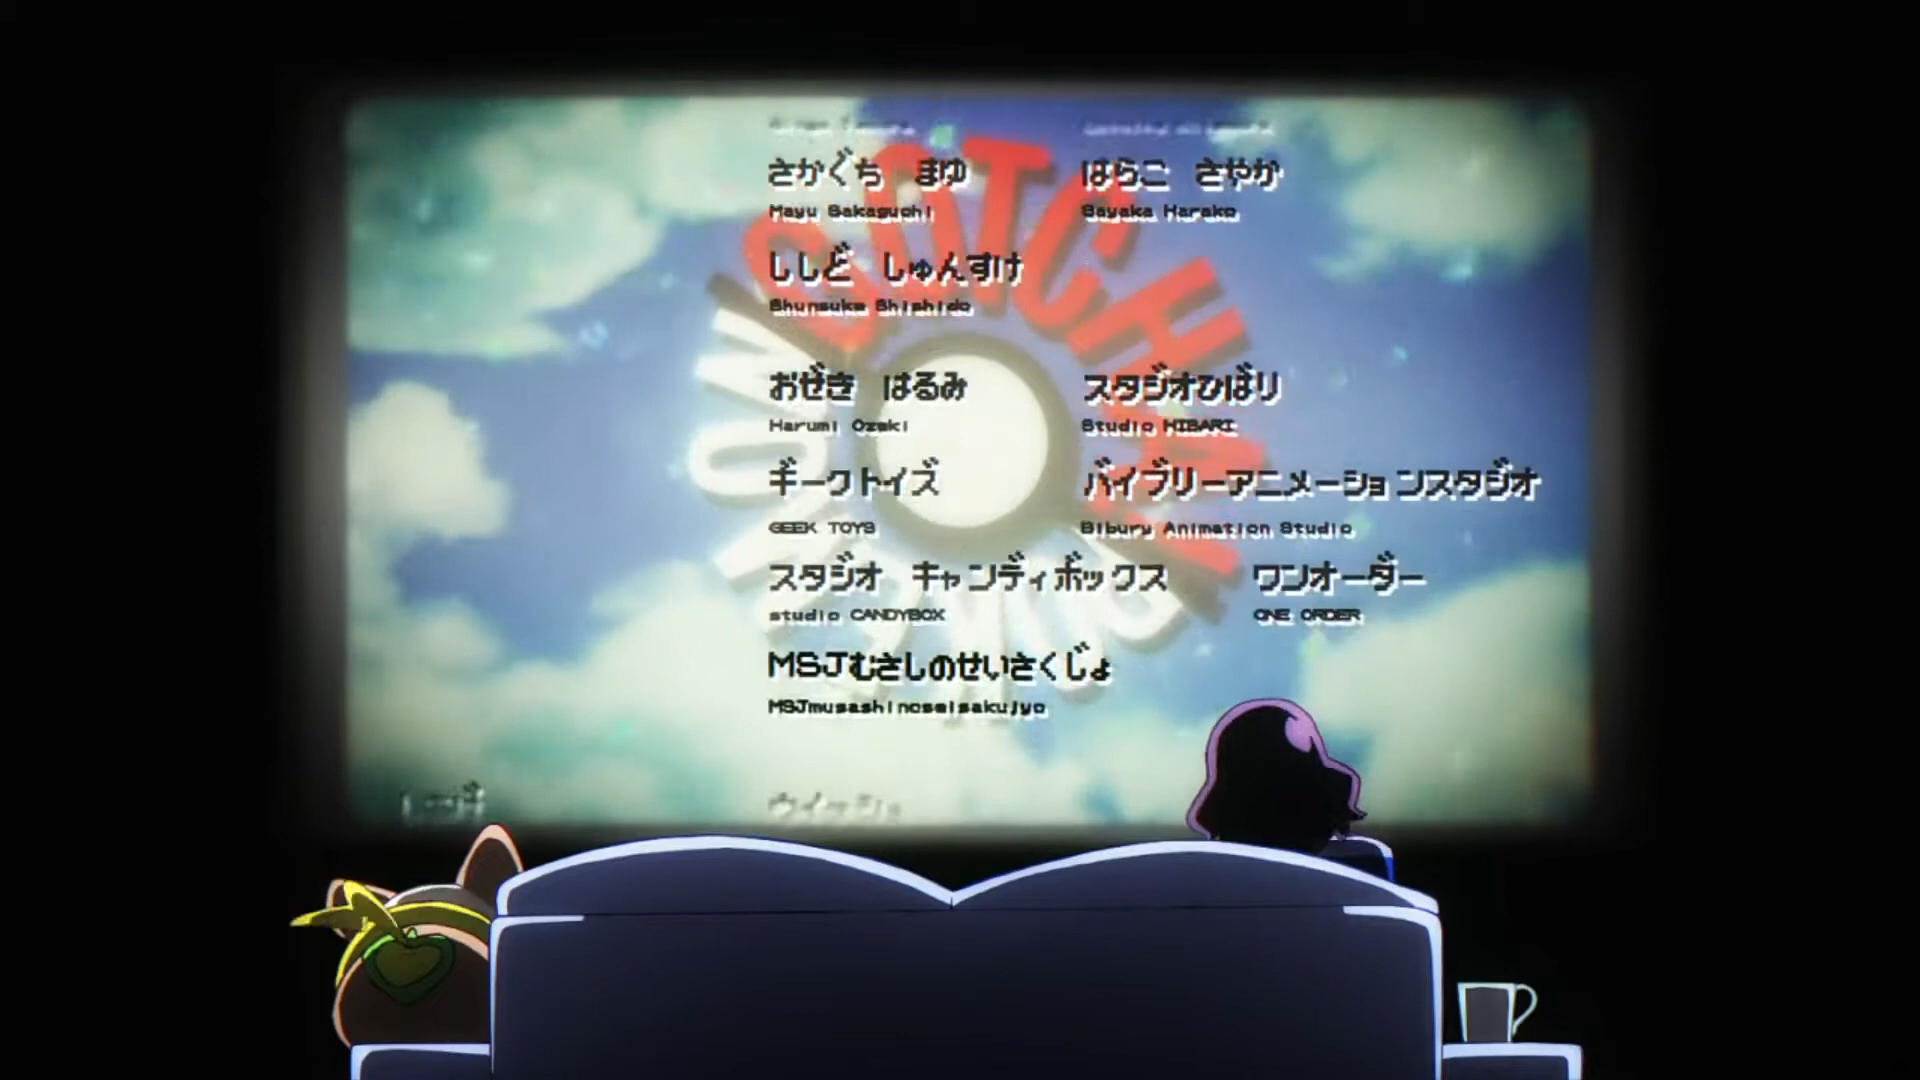 さかぐち まゆ はらこ さやか
Mayu Sakaguchi Sayaka Harako
ししど しゅんすけ
Shunsuke Shishido
おぜき はるみ スタジオひばり
Harumi Ozeki Studio HIBARI
ギークトイズ バイブリーアニメーションスタジオ
GEEK TOYS Bibury Animation Studio
スタジオ キャンディボックス ワンオーダー
studio CANDYBOX ONE ORDER
MSJむさしのせいさくじょ
MSJmusashinoseisakujyo